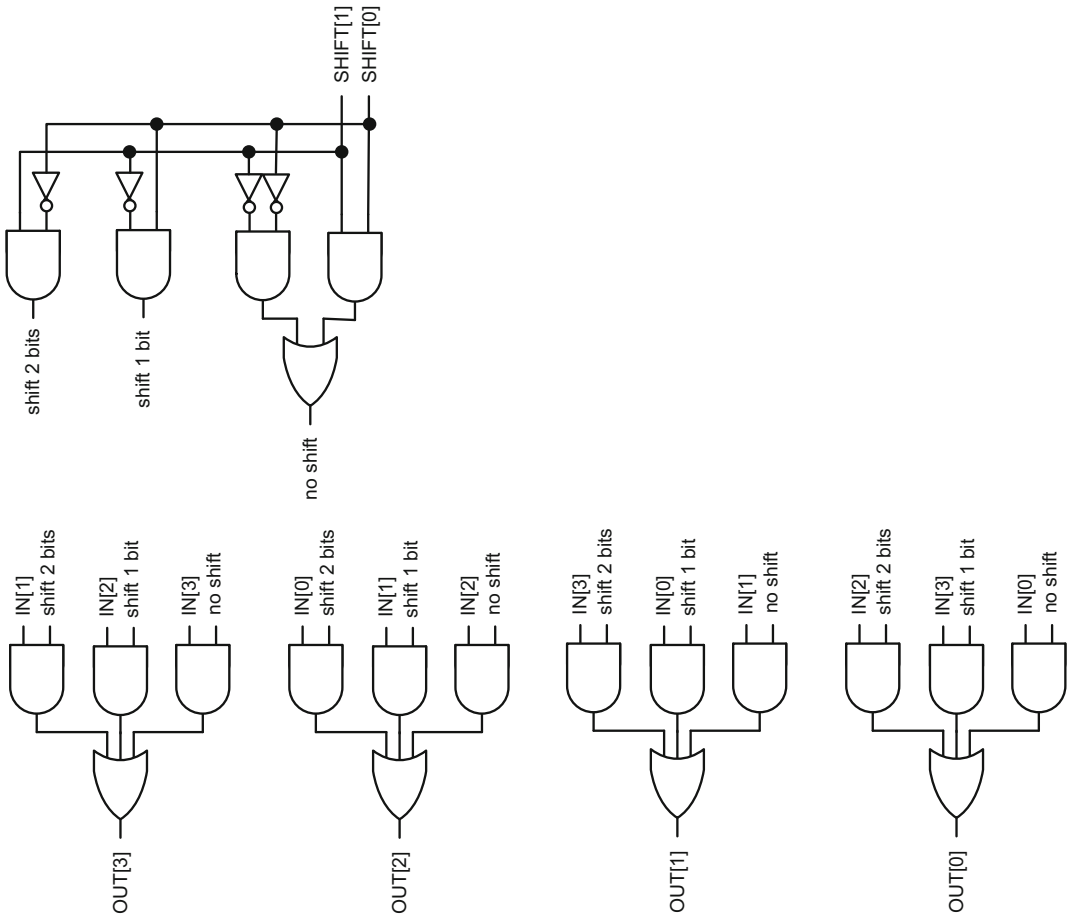 SHIFT[1]
SHIFT[0]
shift 2 bits
shift 1 bit
no shift
IN[1]
shift 2 bits
IN[2]
shift 1 bit
IN[3]
no shift
IN[0]
shift 2 bits
IN[1]
shift 1 bit
IN[2]
no shift
IN[3]
shift 2 bits
IN[0]
shift 1 bit
IN[1]
no shift
IN[2]
shift 2 bits
IN[3]
shift 1 bit
IN[0]
no shift
OUT[3]
OUT[2]
OUT[1]
OUT[0]